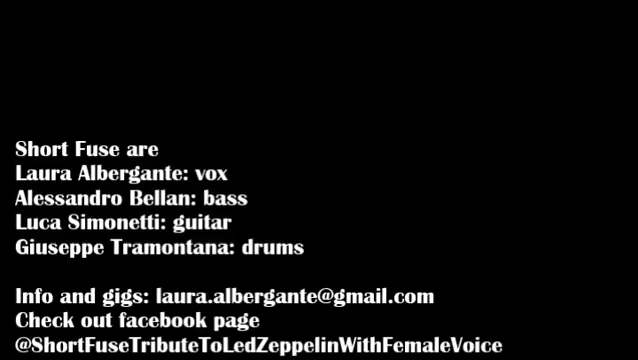 Short Fuse are
Laura Albergante: vox
Alessandro Bellan: bass
Luca Simonetti: guitar
Giuseppe Tramontana: drums
Info and gigs: laura.albergante@gmail.com
Check out facebook page
@ShortFuseTributeToLedZeppelinWithFemaleVoice